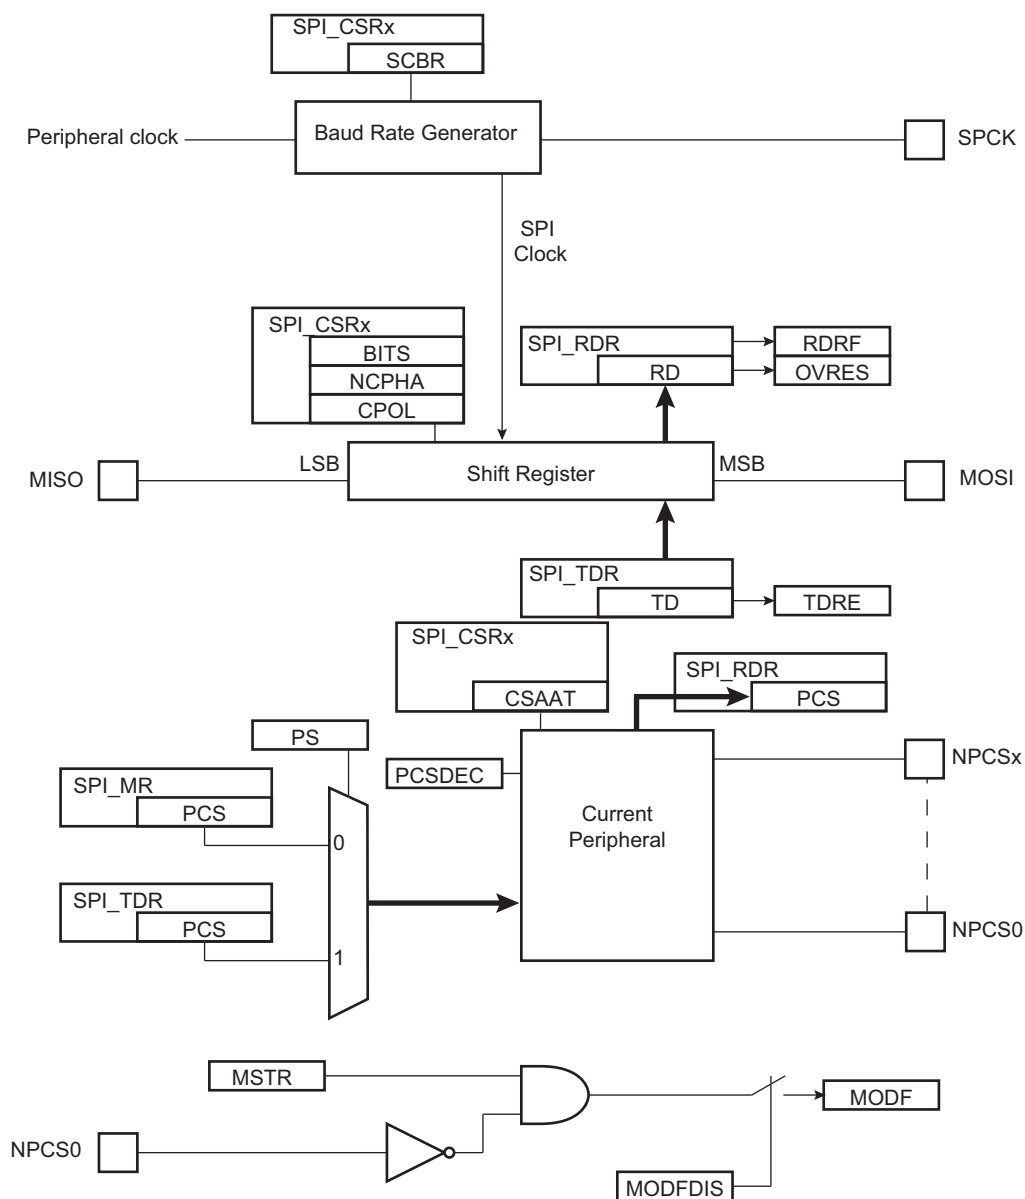 SPI_CSRx
SCBR
Peripheral clock
Baud Rate Generator
SPCK
SPI
Clock
SPI_CSRx
BITS
NCPHA
CPOL
SPI_RDR
RD
RDRF
OVRES
MISO
LSB
Shift Register
MSB
MOSI
SPI_TDR
TD
TDRE
SPI_CSRx
CSAAT
SPI_RDR
PCS
PS
PCSDEC
NPCSx
SPI_MR
PCS
0
Current
Peripheral
SPI_TDR
PCS
1
NPCS0
MSTR
MODF
NPCS0
MODFDIS